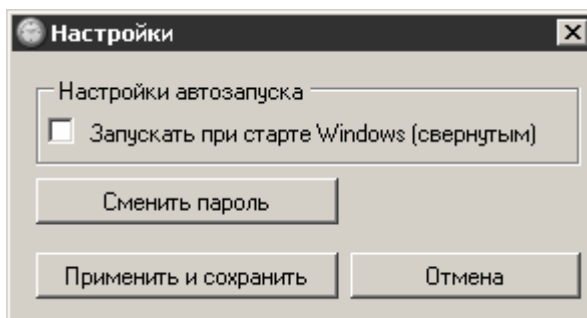 Настройки
Настройки автозапуска
Запускать при старте Windows (свернутым)
Сменить пароль
Применить и сохранить
Отмена